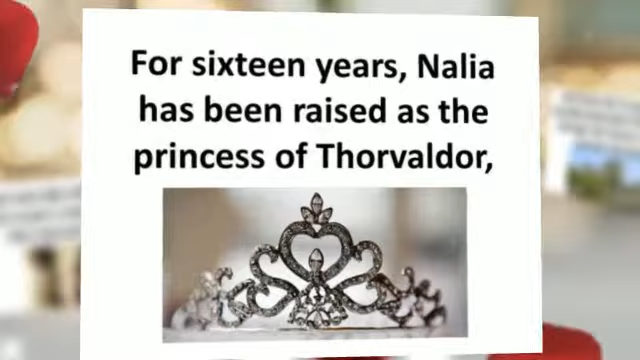 For sixteen years, Nalia
has been raised as the
princess of Thorvaldor,